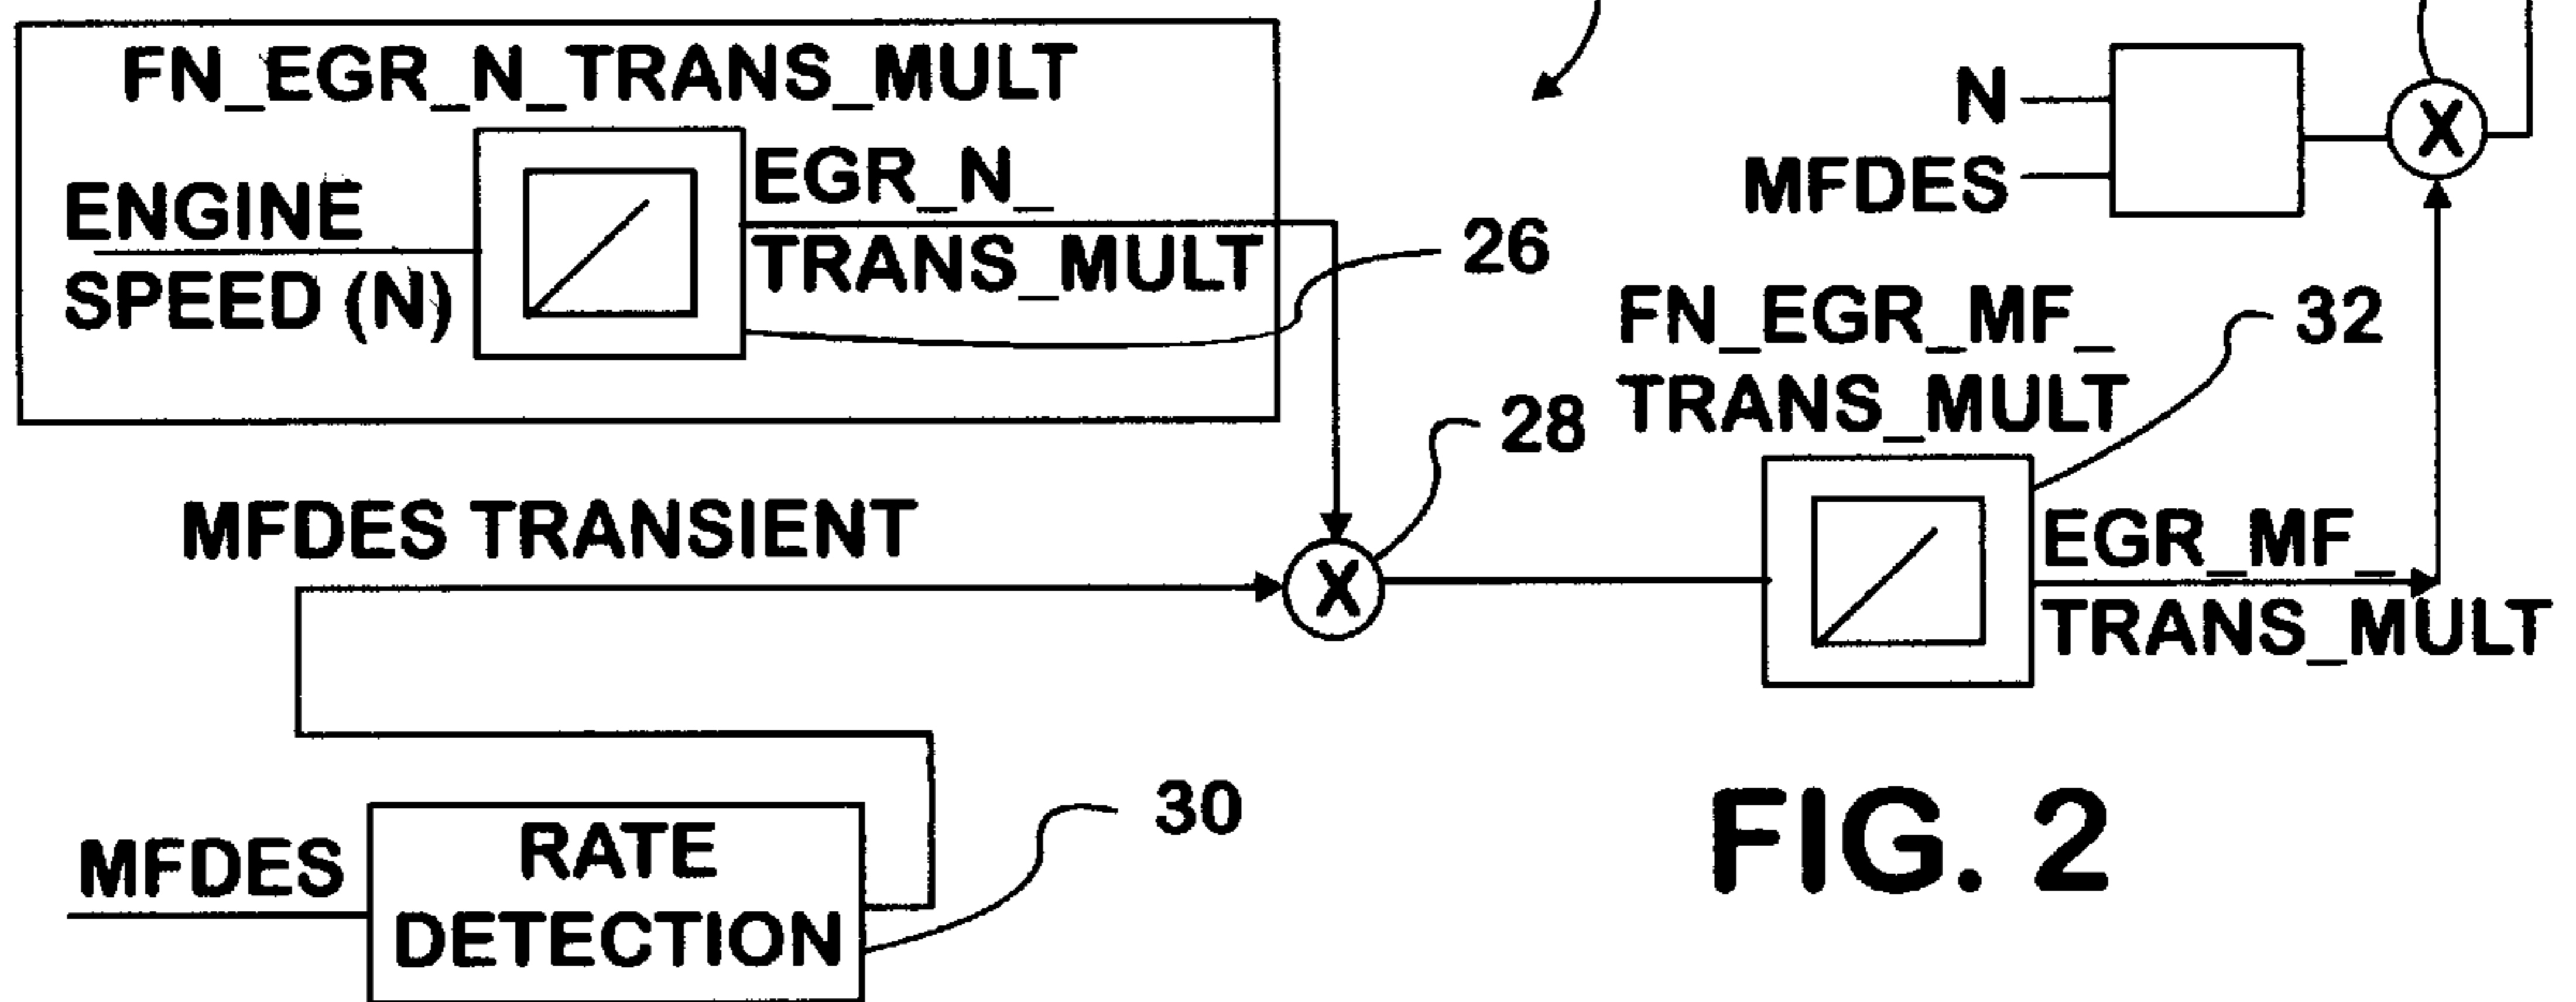 FN_EGR_N_TRANS_MULT
ENGINE
SPEED (N)
EGR_N_
TRANS_MULT
26
N
MFDES
X
FN_EGR_MF_
TRANS_MULT
32
28
MFDES TRANSIENT
X
EGR_MF_
TRANS_MULT
MFDES
RATE
DETECTION
30
FIG. 2